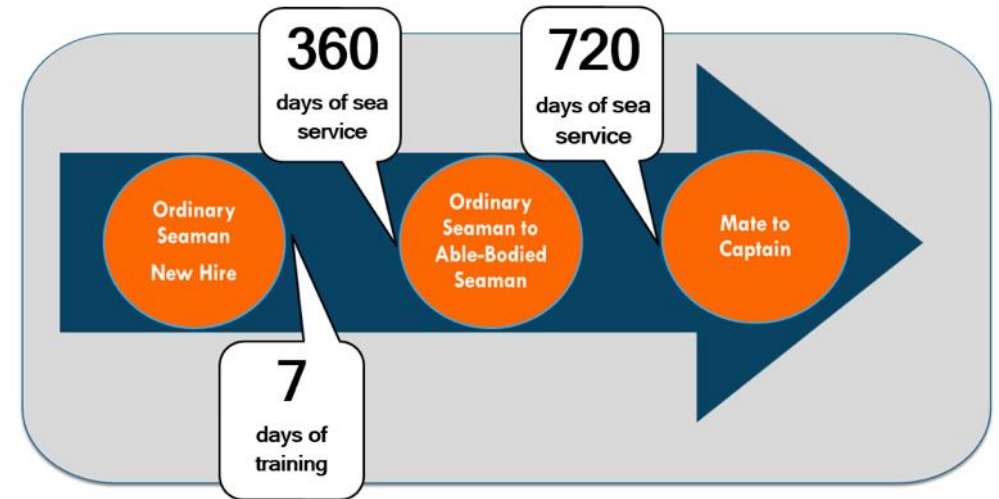 360
days of sea
service
720
days of sea
service
Ordinary
Seaman
New Hire
Ordinary
Seaman to
Able-Bodied
Seaman
Mate to
Captain
7
days of
training